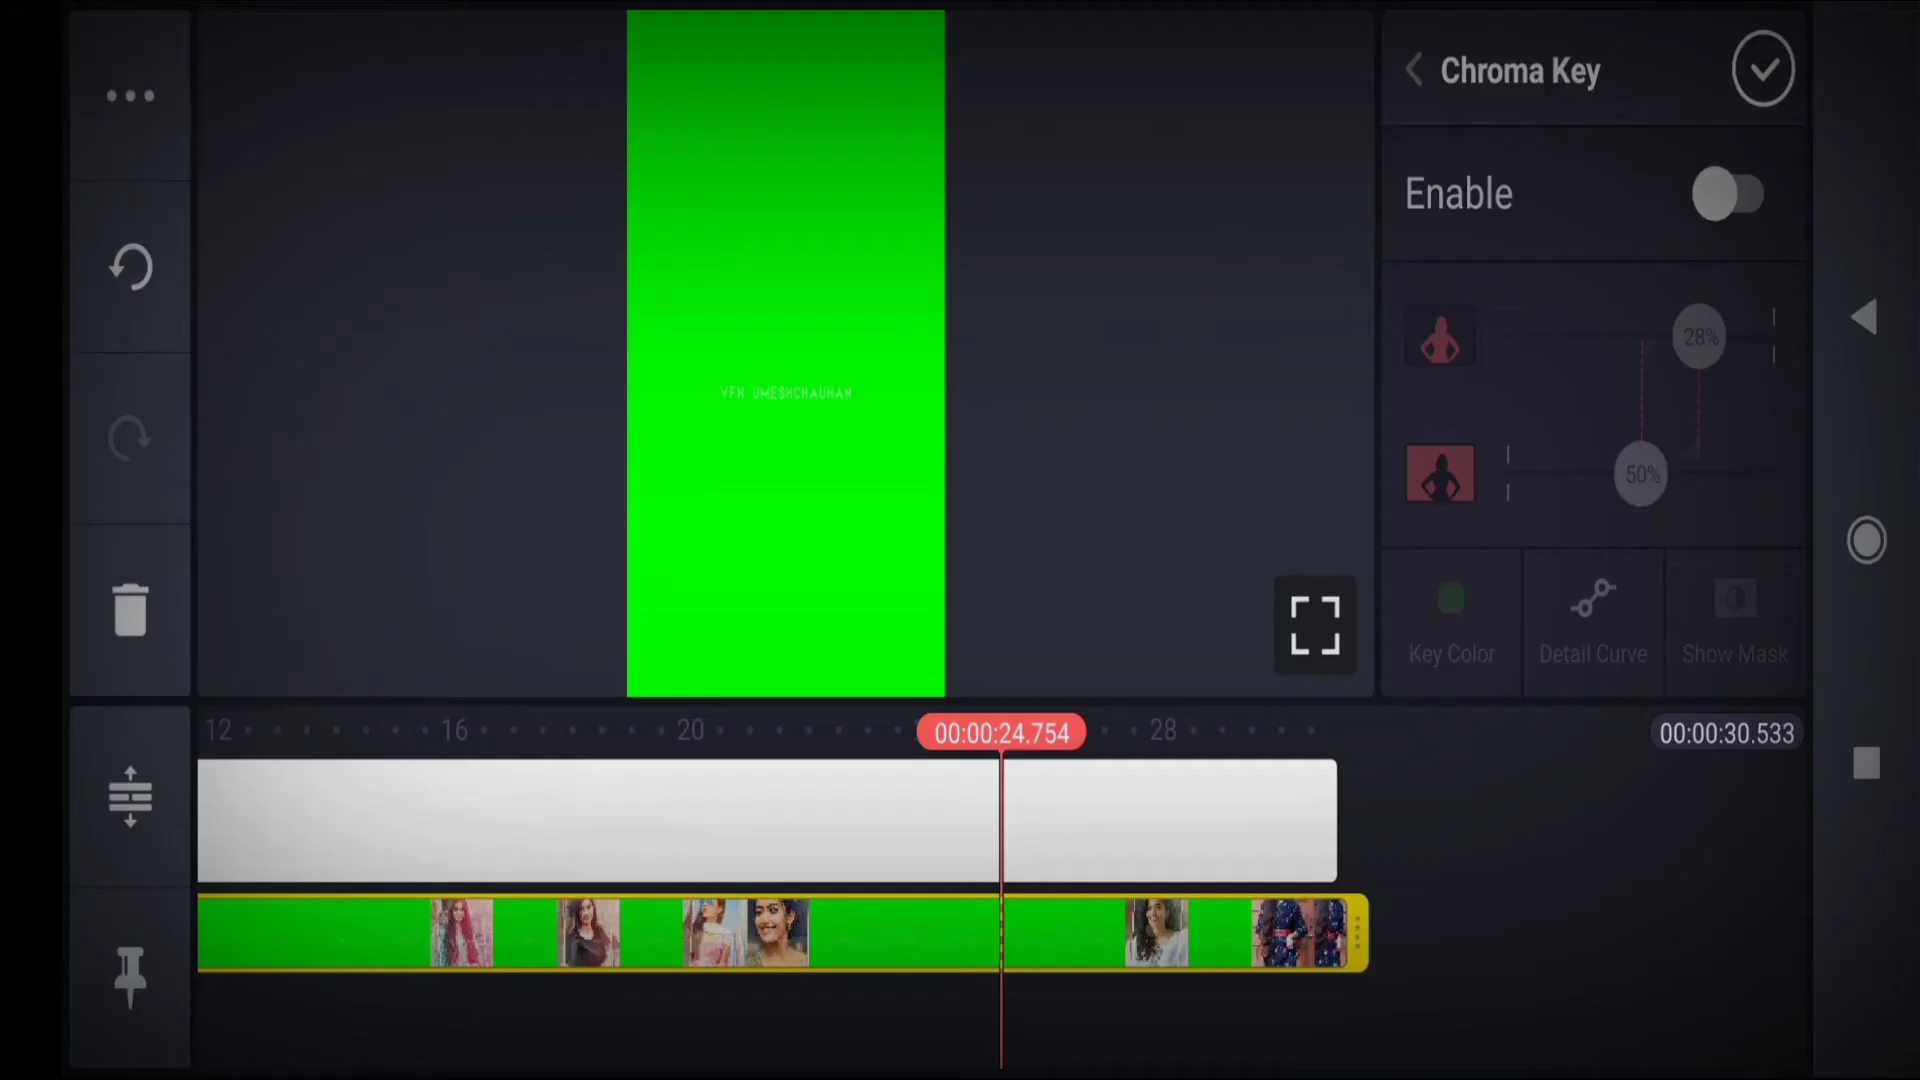 Chroma Key
Enable
28%
50%
Key Color
Detail Curve
Show Mask
VFX UMESHCHAUHAN
12
16
20
00:00:24.754
28
00:00:30.533